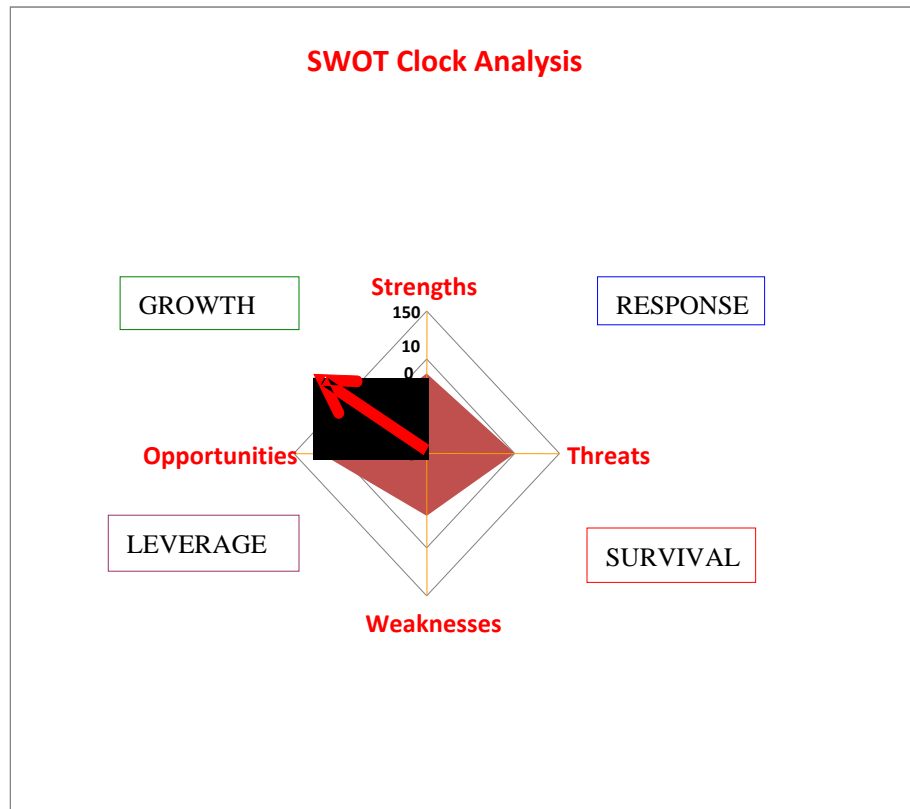 SWOT Clock Analysis
GROWTH
Strengths
RESPONSE
150
10
0
Opportunities
Threats
LEVERAGE
SURVIVAL
Weaknesses